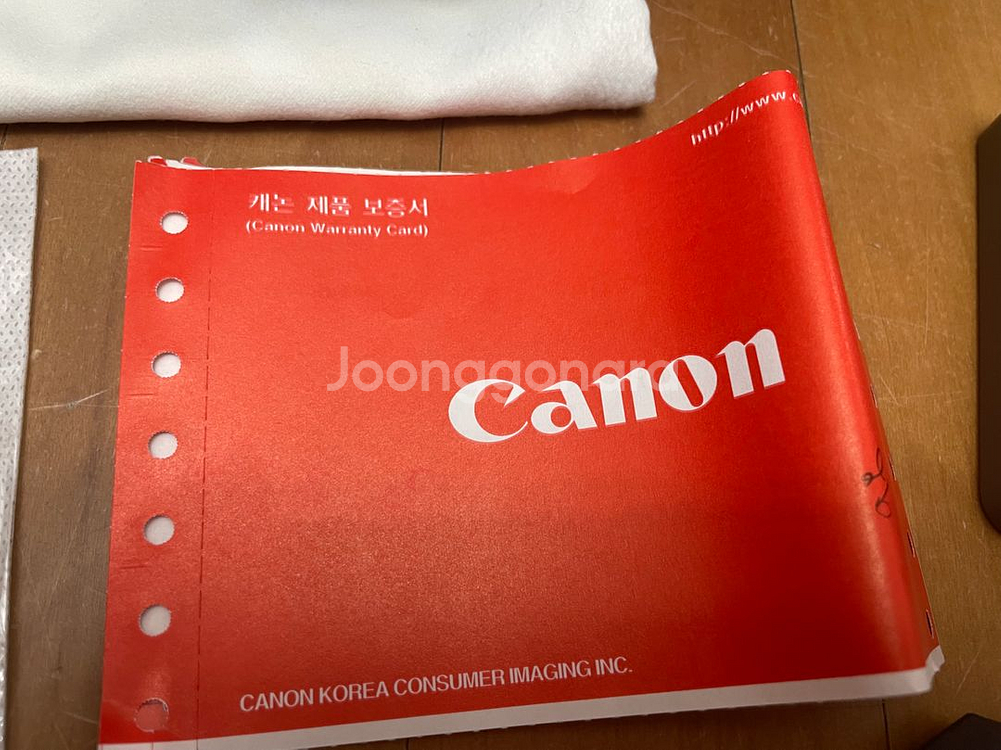 http://www.c
캐논 제품 보증서
(Canon Warranty Card)
Joonggonara
Canon
CANON KOREA CONSUMER IMAGING INC.